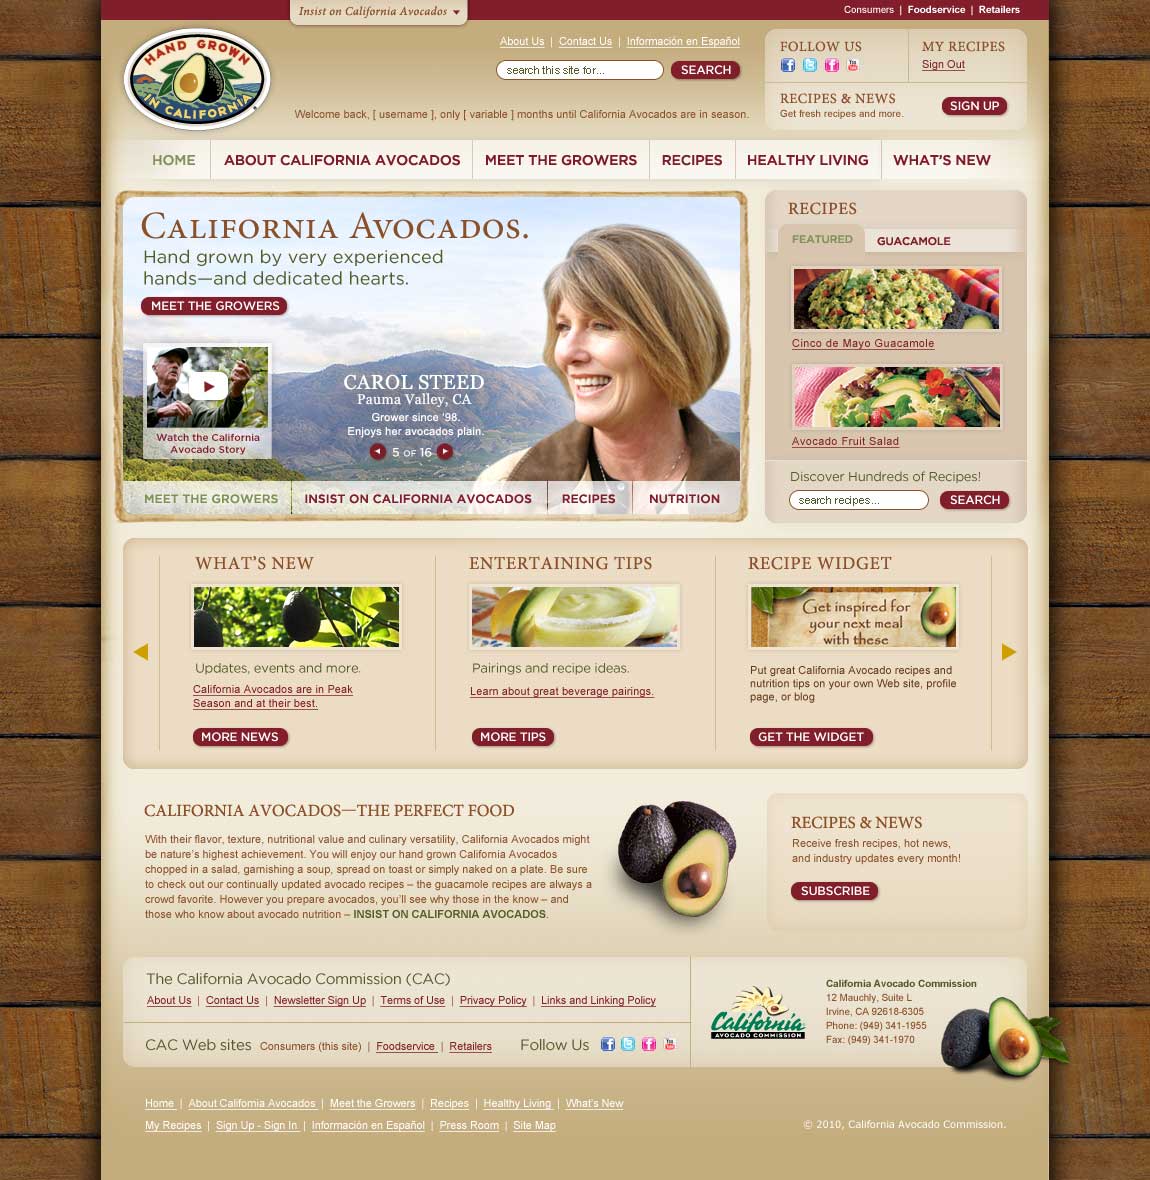 Insist on California Avocados
Consumers | Foodservice | Retailers
HAND GROWN
IN CALIFORNIA
About Us | Contact Us | Información en Español
search this site for... SEARCH
Welcome back, [ username ], only [ variable ] months until California Avocados are in season.
FOLLOW US
MY RECIPES
Sign Out
RECIPES & NEWS
Get fresh recipes and more.
SIGN UP
HOME ABOUT CALIFORNIA AVOCADOS MEET THE GROWERS RECIPES HEALTHY LIVING WHAT'S NEW
CALIFORNIA AVOCADOS.
Hand grown by very experienced
hands—and dedicated hearts.
MEET THE GROWERS
Watch the California
Avocado Story
CAROL STEED
Pauma Valley, CA
Grower since '98.
Enjoys her avocados plain.
5 OF 16
MEET THE GROWERS INSIST ON CALIFORNIA AVOCADOS RECIPES NUTRITION
RECIPES
FEATURED GUACAMOLE
Cinco de Mayo Guacamole
Avocado Fruit Salad
Discover Hundreds of Recipes!
search recipes... SEARCH
WHAT'S NEW
Updates, events and more.
California Avocados are in Peak
Season and at their best.
MORE NEWS
ENTERTAINING TIPS
Pairings and recipe ideas.
Learn about great beverage pairings.
MORE TIPS
RECIPE WIDGET
Get inspired for
your next meal
with these
Put great California Avocado recipes and
nutrition tips on your own Web site, profile
page, or blog
GET THE WIDGET
CALIFORNIA AVOCADOS—THE PERFECT FOOD
With their flavor, texture, nutritional value and culinary versatility, California Avocados might
be nature's highest achievement. You will enjoy our hand grown California Avocados
chopped in a salad, garnishing a soup, spread on toast or simply naked on a plate. Be sure
to check out our continually updated avocado recipes – the guacamole recipes are always a
crowd favorite. However you prepare avocados, you'll see why those in the know – and
those who know about avocado nutrition – INSIST ON CALIFORNIA AVOCADOS.
RECIPES & NEWS
Receive fresh recipes, hot news,
and industry updates every month!
SUBSCRIBE
The California Avocado Commission (CAC)
About Us | Contact Us | Newsletter Sign Up | Terms of Use | Privacy Policy | Links and Linking Policy
CAC Web sites Consumers (this site) | Foodservice | Retailers Follow Us
California
AVOCADO COMMISSION
California Avocado Commission
12 Mauchly, Suite L
Irvine, CA 92618-6305
Phone: (949) 341-1955
Fax: (949) 341-1970
Home | About California Avocados | Meet the Growers | Recipes | Healthy Living | What's New
My Recipes | Sign Up - Sign In | Información en Español | Press Room | Site Map
© 2010, California Avocado Commission.